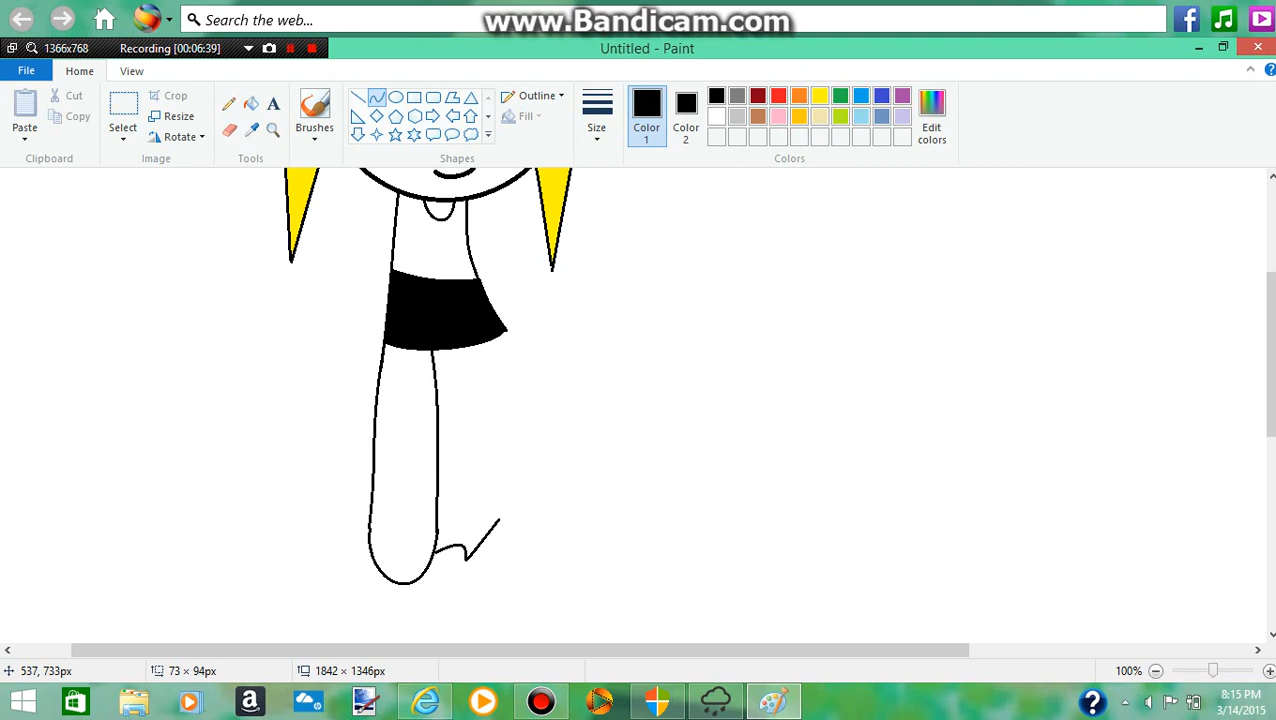 Search the web...
www.Bandicam.com
1366x768
Recording [00:06:39]
Untitled - Paint
File
Home
View
Paste
Cut
Copy
Clipboard
Select
Crop
Resize
Rotate
Image
A
Tools
Brushes
Outline
Fill
Shapes
Size
Color 1
Color 2
Edit colors
Colors
537, 733px
73 × 94px
1842 × 1346px
100%
8:15 PM
3/14/2015